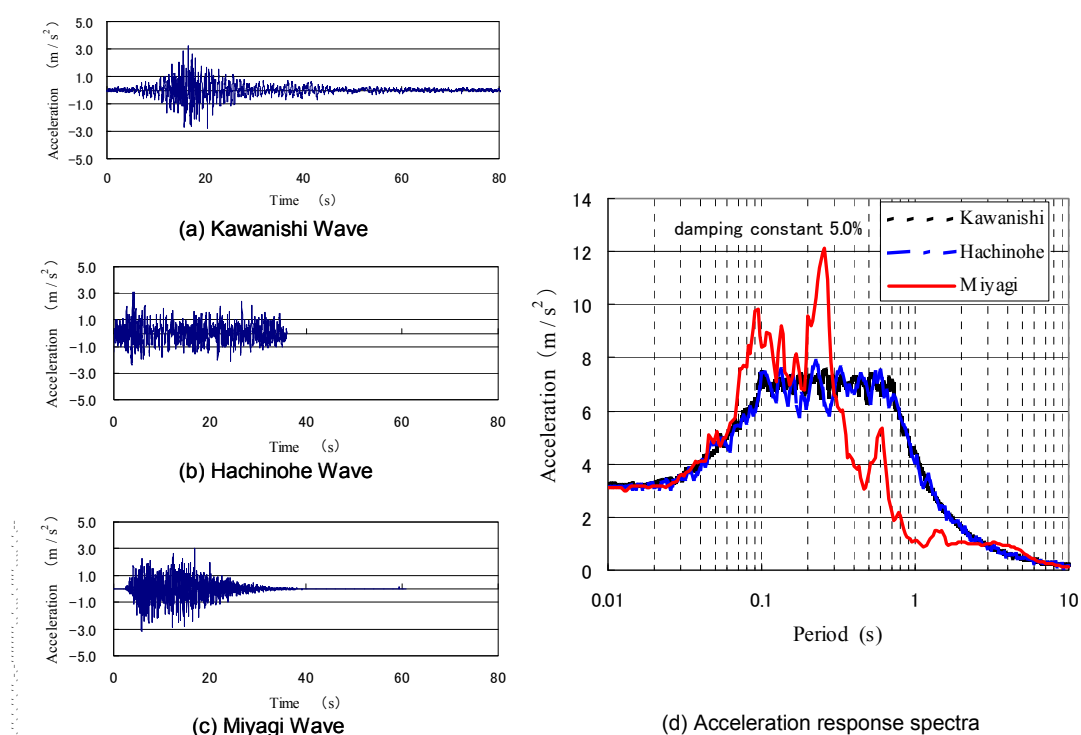 5.0
3.0
1.0
−1.0
−3.0
−5.0
Acceleration (m / s²)
0 20 40 60 80
Time (s)
(a) Kawanishi Wave
5.0
3.0
1.0
−1.0
−3.0
−5.0
Acceleration (m / s²)
0 20 40 60 80
Time (s)
(b) Hachinohe Wave
5.0
3.0
1.0
−1.0
−3.0
−5.0
Acceleration (m / s²)
0 20 40 60 80
Time (s)
(c) Miyagi Wave
14
12
10
8
6
4
2
0
Acceleration (m / s²)
damping constant 5.0%
Kawanishi
Hachinohe
Miyagi
0.01 0.1 1 10
Period (s)
(d) Acceleration response spectra